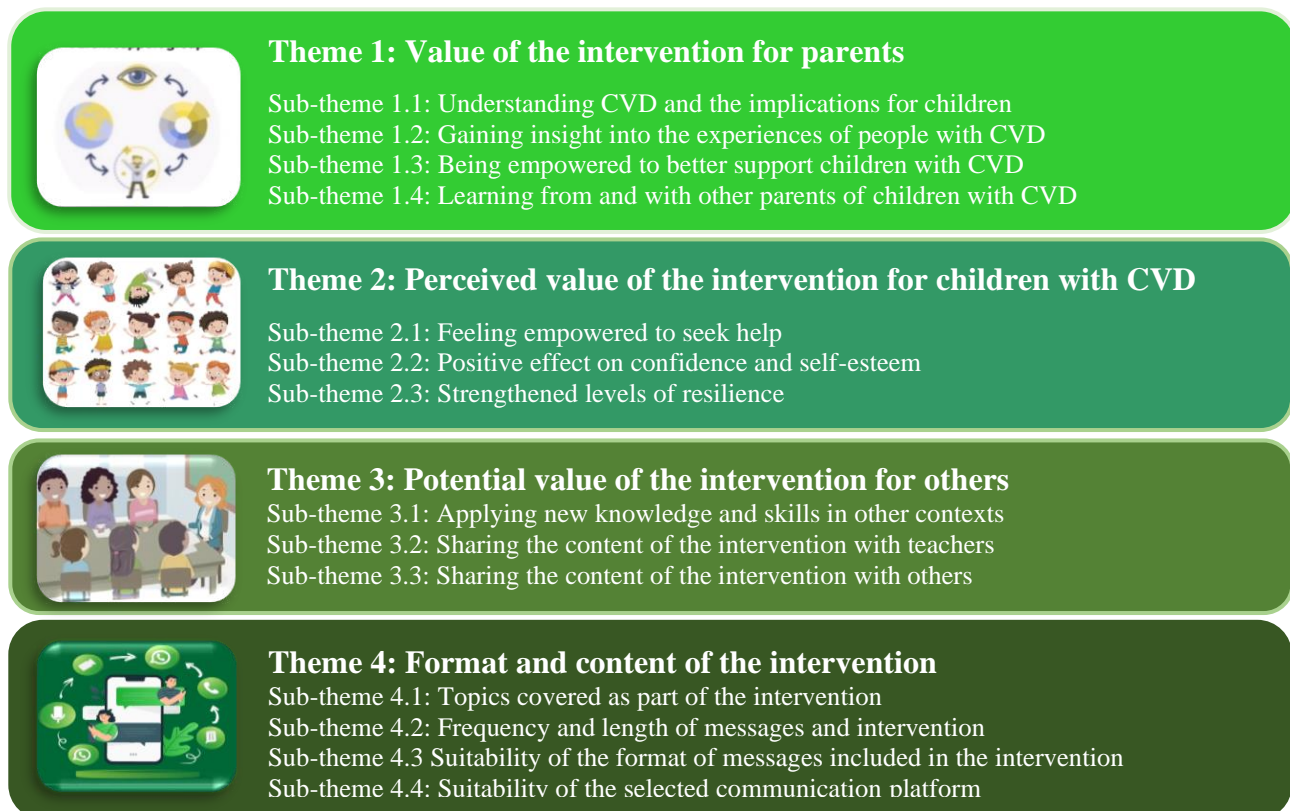 Theme 1: Value of the intervention for parents
Sub-theme 1.1: Understanding CVD and the implications for children
Sub-theme 1.2: Gaining insight into the experiences of people with CVD
Sub-theme 1.3: Being empowered to better support children with CVD
Sub-theme 1.4: Learning from and with other parents of children with CVD
Theme 2: Perceived value of the intervention for children with CVD
Sub-theme 2.1: Feeling empowered to seek help
Sub-theme 2.2: Positive effect on confidence and self-esteem
Sub-theme 2.3: Strengthened levels of resilience
Theme 3: Potential value of the intervention for others
Sub-theme 3.1: Applying new knowledge and skills in other contexts
Sub-theme 3.2: Sharing the content of the intervention with teachers
Sub-theme 3.3: Sharing the content of the intervention with others
Theme 4: Format and content of the intervention
Sub-theme 4.1: Topics covered as part of the intervention
Sub-theme 4.2: Frequency and length of messages and intervention
Sub-theme 4.3 Suitability of the format of messages included in the intervention
Sub-theme 4.4: Suitability of the selected communication platform